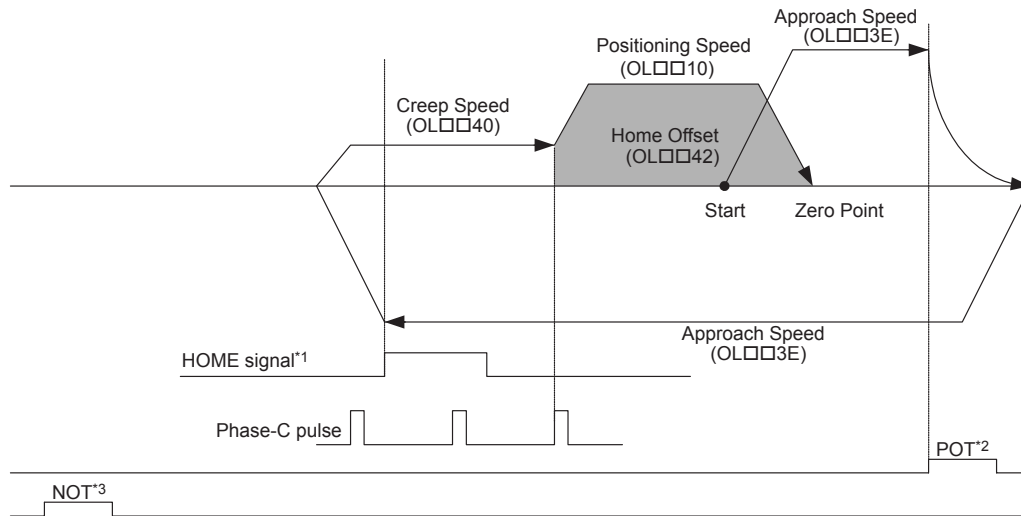 Approach Speed
(OL□□3E)
Positioning Speed
(OL□□10)
Creep Speed
(OL□□40)
Home Offset
(OL□□42)
Start
Zero Point
Approach Speed
(OL□□3E)
HOME signal*1
Phase-C pulse
POT*2
NOT*3